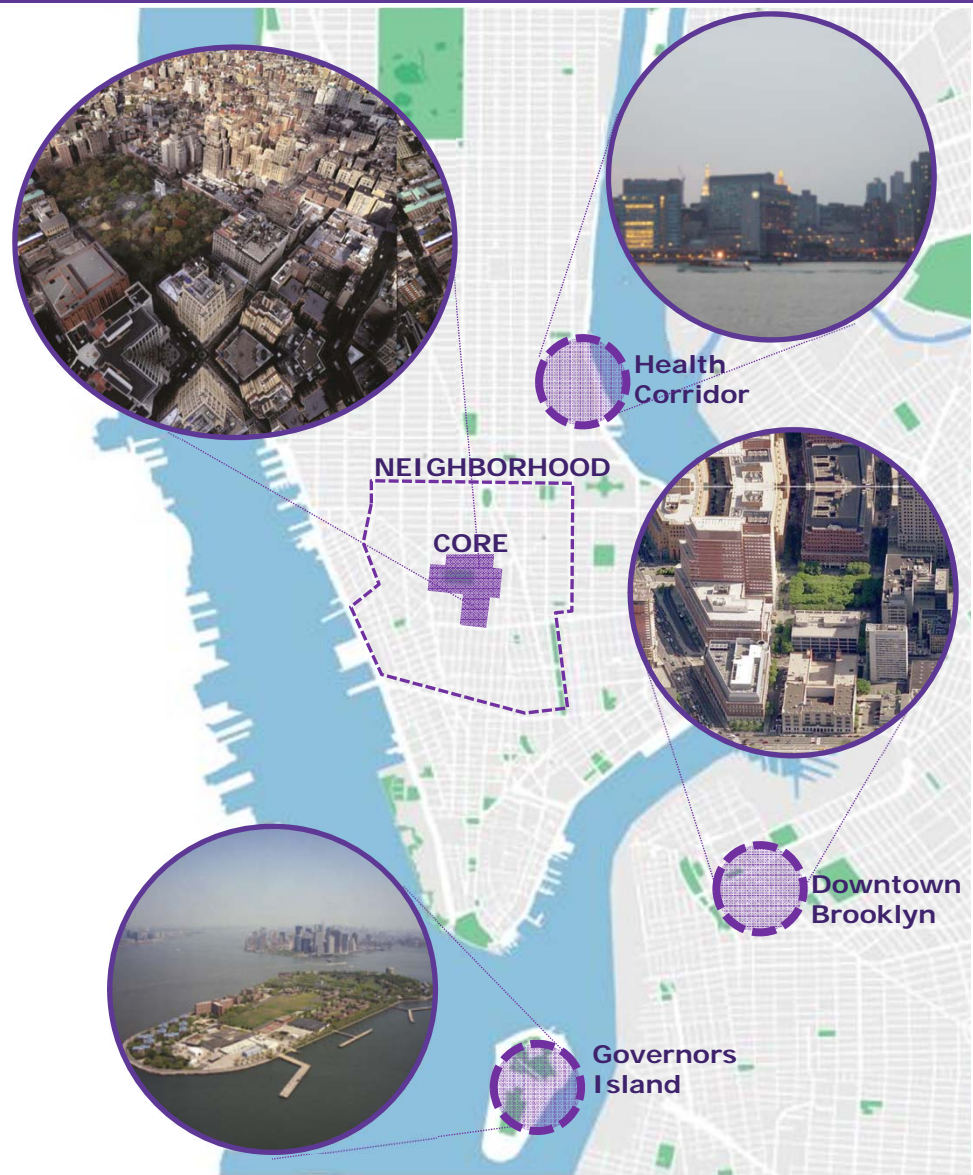 Health
Corridor
NEIGHBORHOOD
CORE
Downtown
Brooklyn
Governors
Island